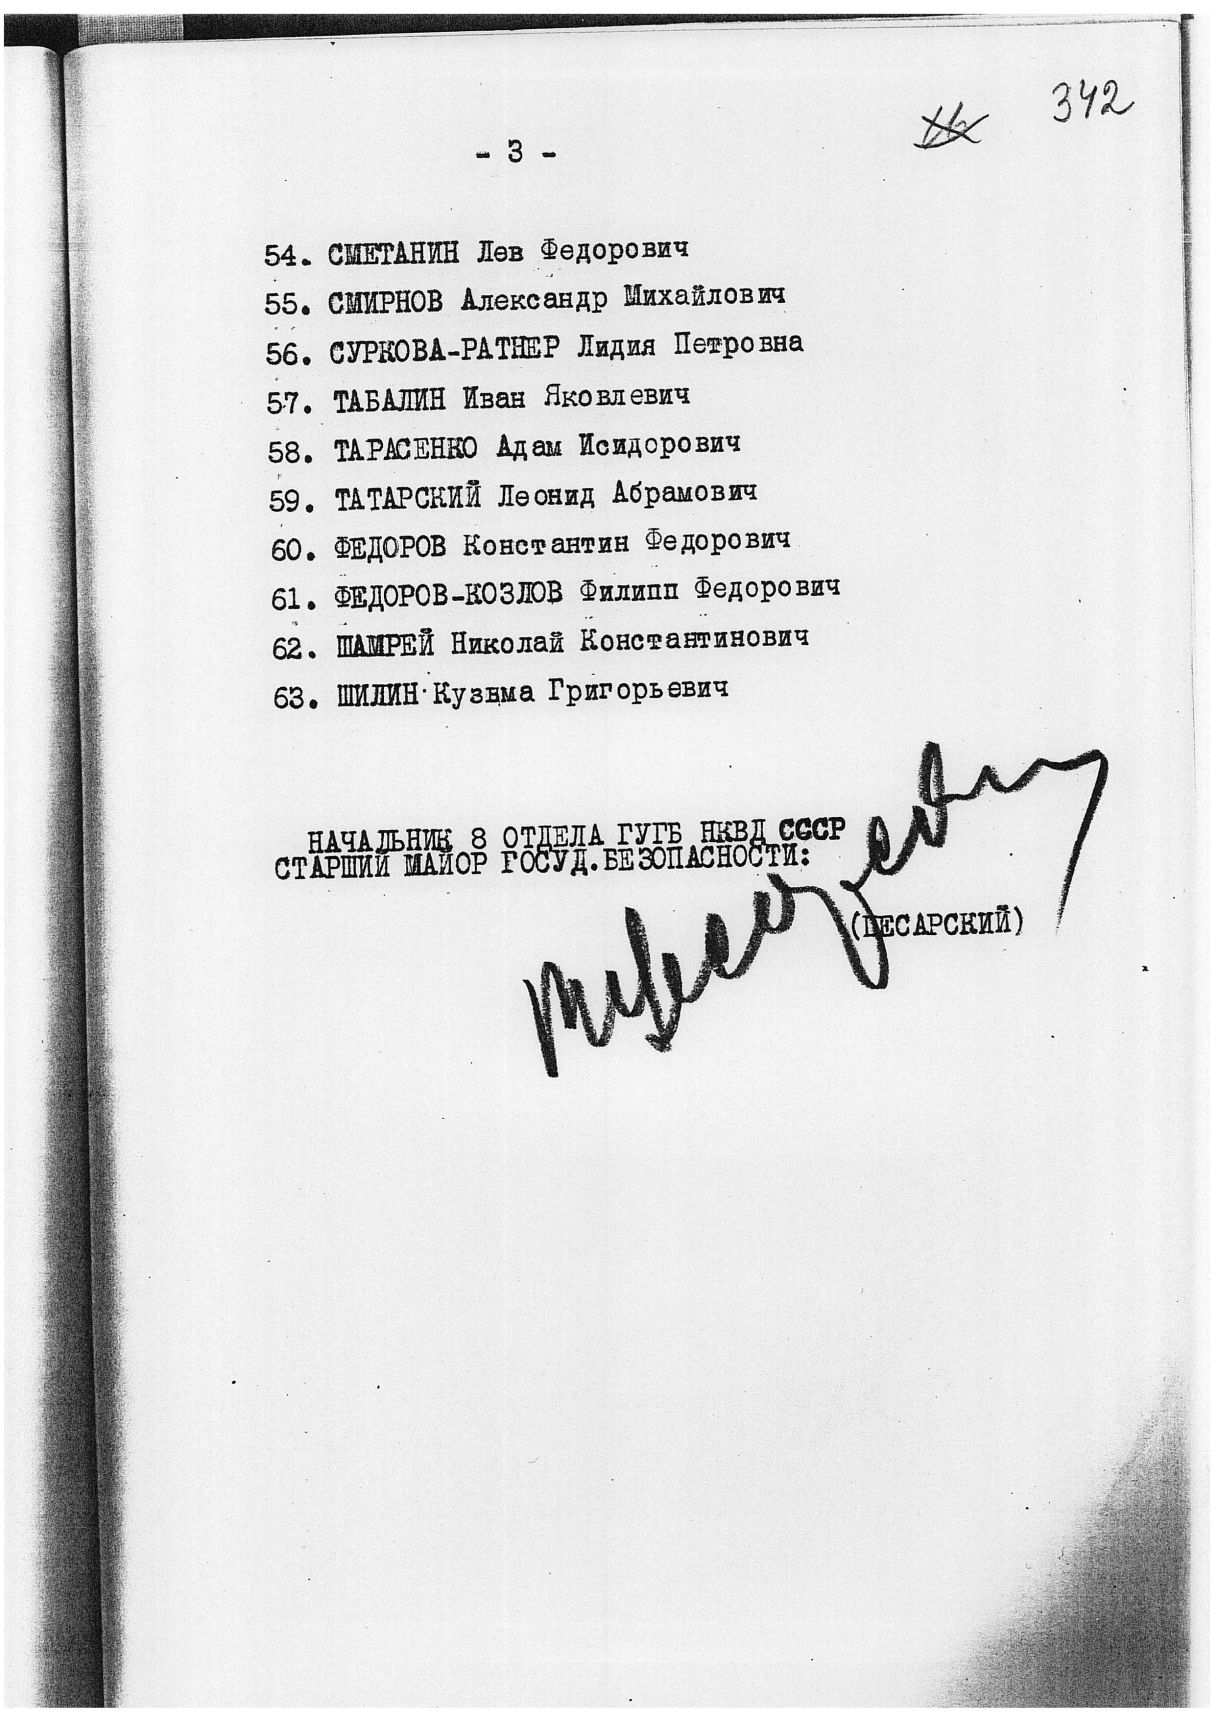 342
- 3 -
54. СМЕТАНИН Лев Федорович
55. СМИРНОВ Александр Михайлович
56. СУРКОВА-РАТНЕР Лидия Петровна
57. ТАБАЛИН Иван Яковлевич
58. ТАРАСЕНКО Адам Исидорович
59. ТАТАРСКИЙ Леонид Абрамович
60. ФЕДОРОВ Константин Федорович
61. ФЕДОРОВ-КОЗЛОВ Филипп Федорович
62. ШАМРЕЙ Николай Константинович
63. ШИЛИН Кузьма Григорьевич
НАЧАЛЬНИК 8 ОТДЕЛА ГУГБ НКВД СССР
СТАРШИЙ МАЙОР ГОСУД.БЕЗОПАСНОСТИ:
(ЦЕСАРСКИЙ)